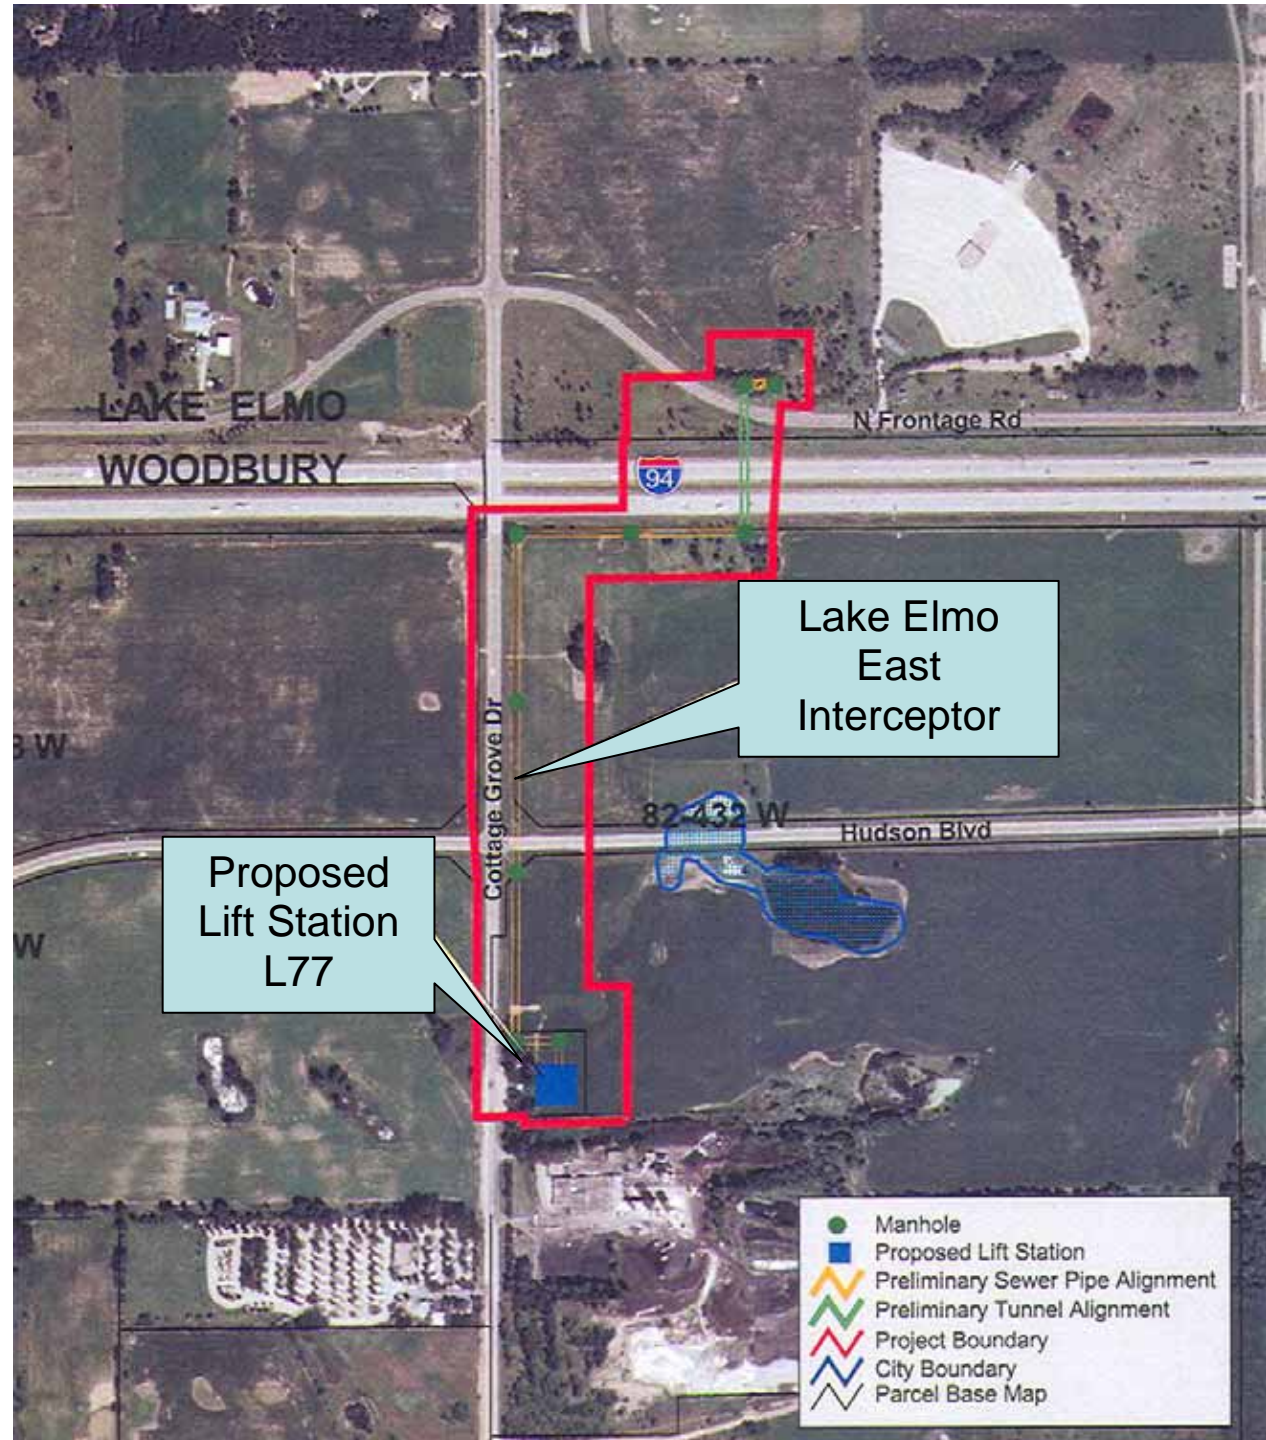 LAKE ELMO
N Frontage Rd
WOODBURY
94
Lake Elmo
East
Interceptor
Cottage Grove Dr
W
82-432 W
Hudson Blvd
Proposed
Lift Station
L77
W
Manhole
Proposed Lift Station
Preliminary Sewer Pipe Alignment
Preliminary Tunnel Alignment
Project Boundary
City Boundary
Parcel Base Map